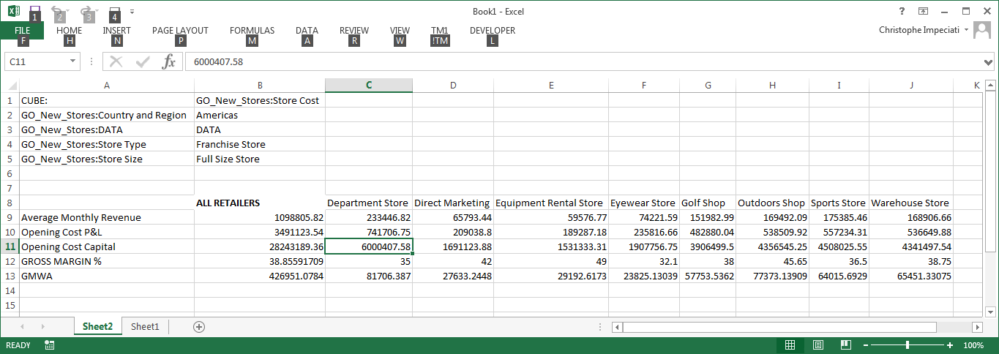 1 2 3 4 Book1 - Excel ?
FILE HOME INSERT PAGE LAYOUT FORMULAS DATA REVIEW VIEW TM1 DEVELOPER Christophe Impeciati
F H N P M A R W !TM L
C11 fx 6000407.58
A B C D E F G H I J K
1 CUBE: GO_New_Stores:Store Cost
2 GO_New_Stores:Country and Region Americas
3 GO_New_Stores:DATA DATA
4 GO_New_Stores:Store Type Franchise Store
5 GO_New_Stores:Store Size Full Size Store
6
7
8 ALL RETAILERS Department Store Direct Marketing Equipment Rental Store Eyewear Store Golf Shop Outdoors Shop Sports Store Warehouse Store
9 Average Monthly Revenue 1098805.82 233446.82 65793.44 59576.77 74221.59 151982.99 169492.09 175385.46 168906.66
10 Opening Cost P&L 3491123.54 741706.75 209038.8 189287.18 235816.66 482880.04 538509.92 557234.31 536649.88
11 Opening Cost Capital 28243189.36 6000407.58 1691123.88 1531333.31 1907756.75 3906499.5 4356545.25 4508025.55 4341497.54
12 GROSS MARGIN % 38.85591709 35 42 49 32.1 38 45.65 36.5 38.75
13 GMWA 426951.0784 81706.387 27633.2448 29192.6173 23825.13039 57753.5362 77373.13909 64015.6929 65451.33075
14
15
Sheet2 Sheet1
READY 100%